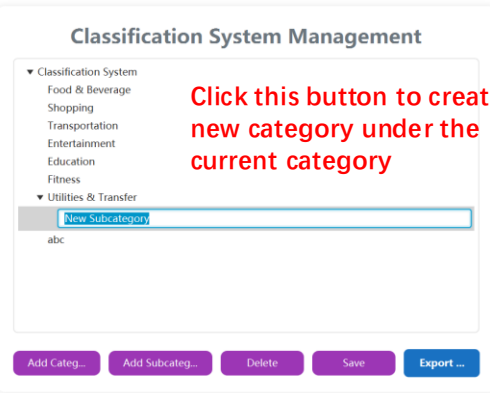 Classification System Management
Classification System
Food & Beverage
Shopping
Transportation
Entertainment
Education
Fitness
Utilities & Transfer
New Subcategory
abc
Click this button to creat
new category under the
current category
Add Categ...
Add Subcateg...
Delete
Save
Export ...